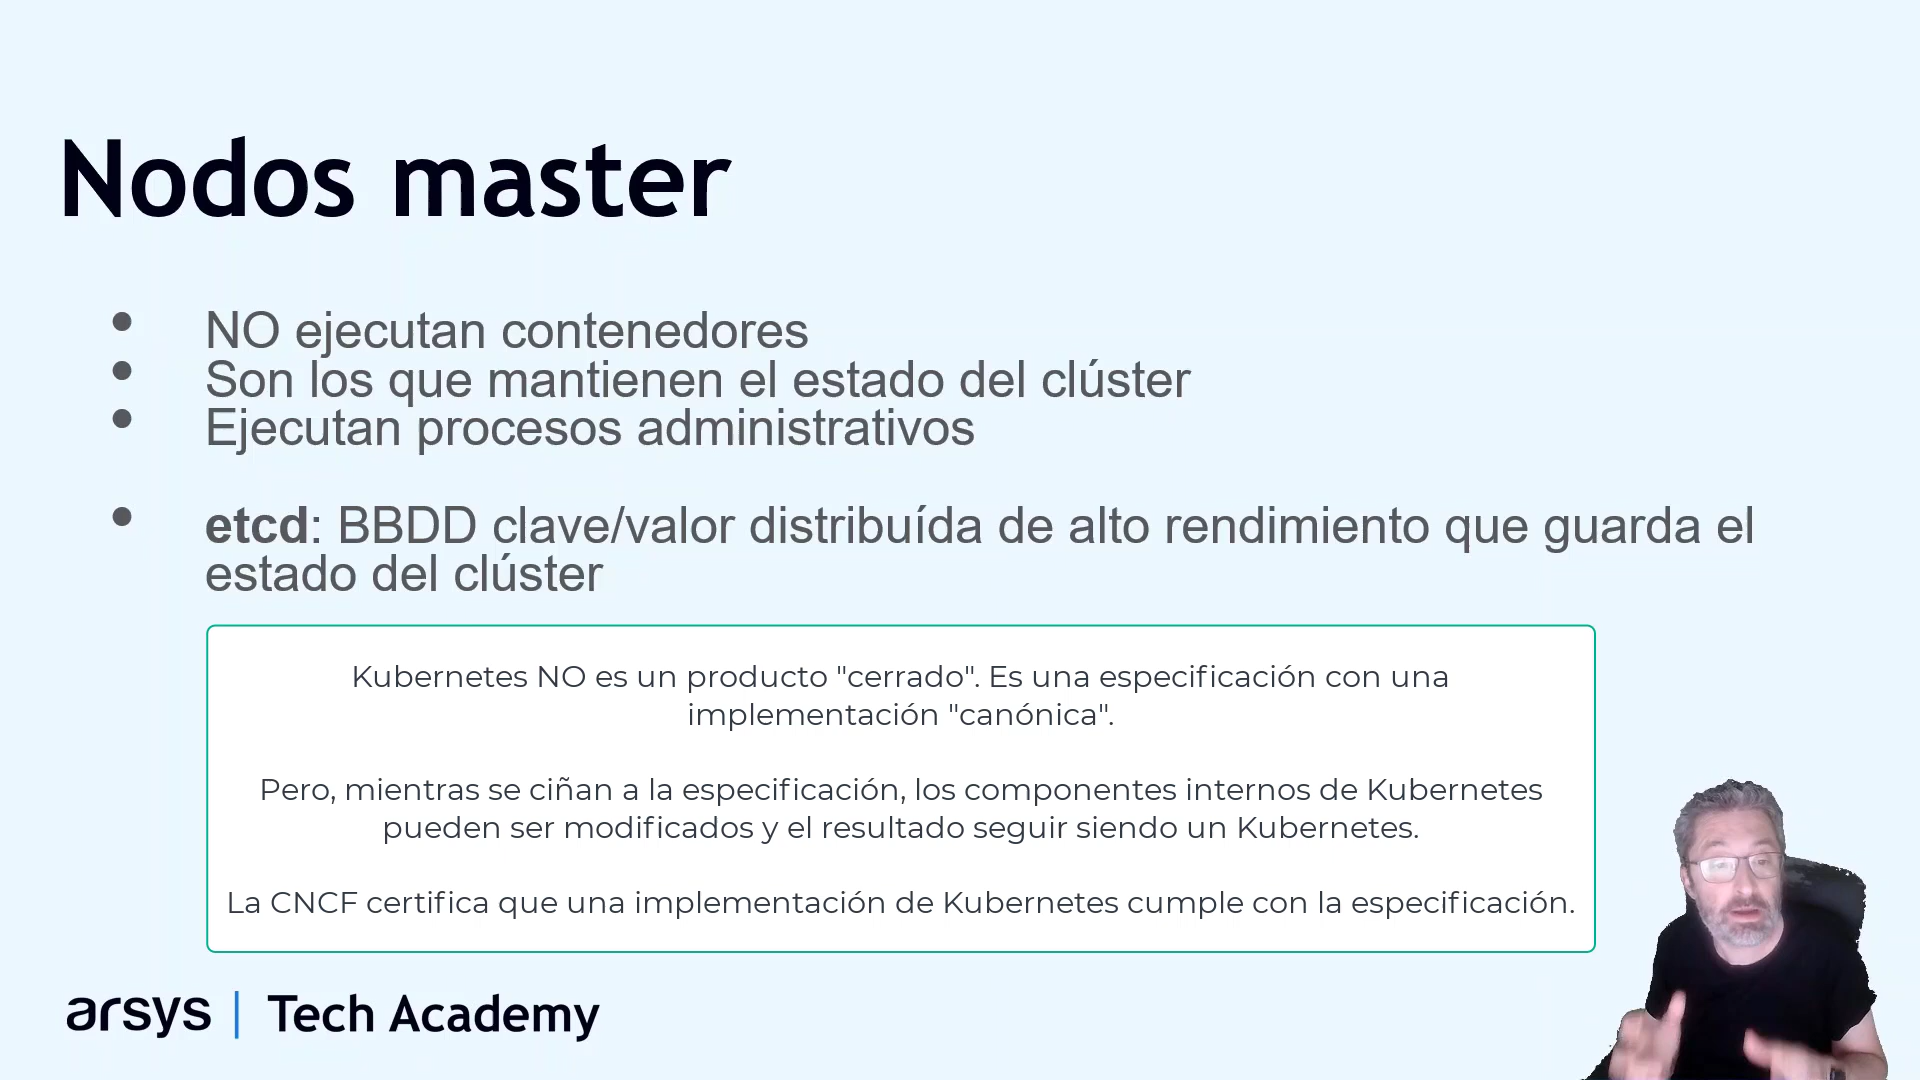 Nodos master
• NO ejecutan contenedores
• Son los que mantienen el estado del clúster
• Ejecutan procesos administrativos
• etcd: BBDD clave/valor distribuída de alto rendimiento que guarda el
estado del clúster
Kubernetes NO es un producto "cerrado". Es una especificación con una
implementación "canónica".
Pero, mientras se ciñan a la especificación, los componentes internos de Kubernetes
pueden ser modificados y el resultado seguir siendo un Kubernetes.
La CNCF certifica que una implementación de Kubernetes cumple con la especificación.
arsys | Tech Academy